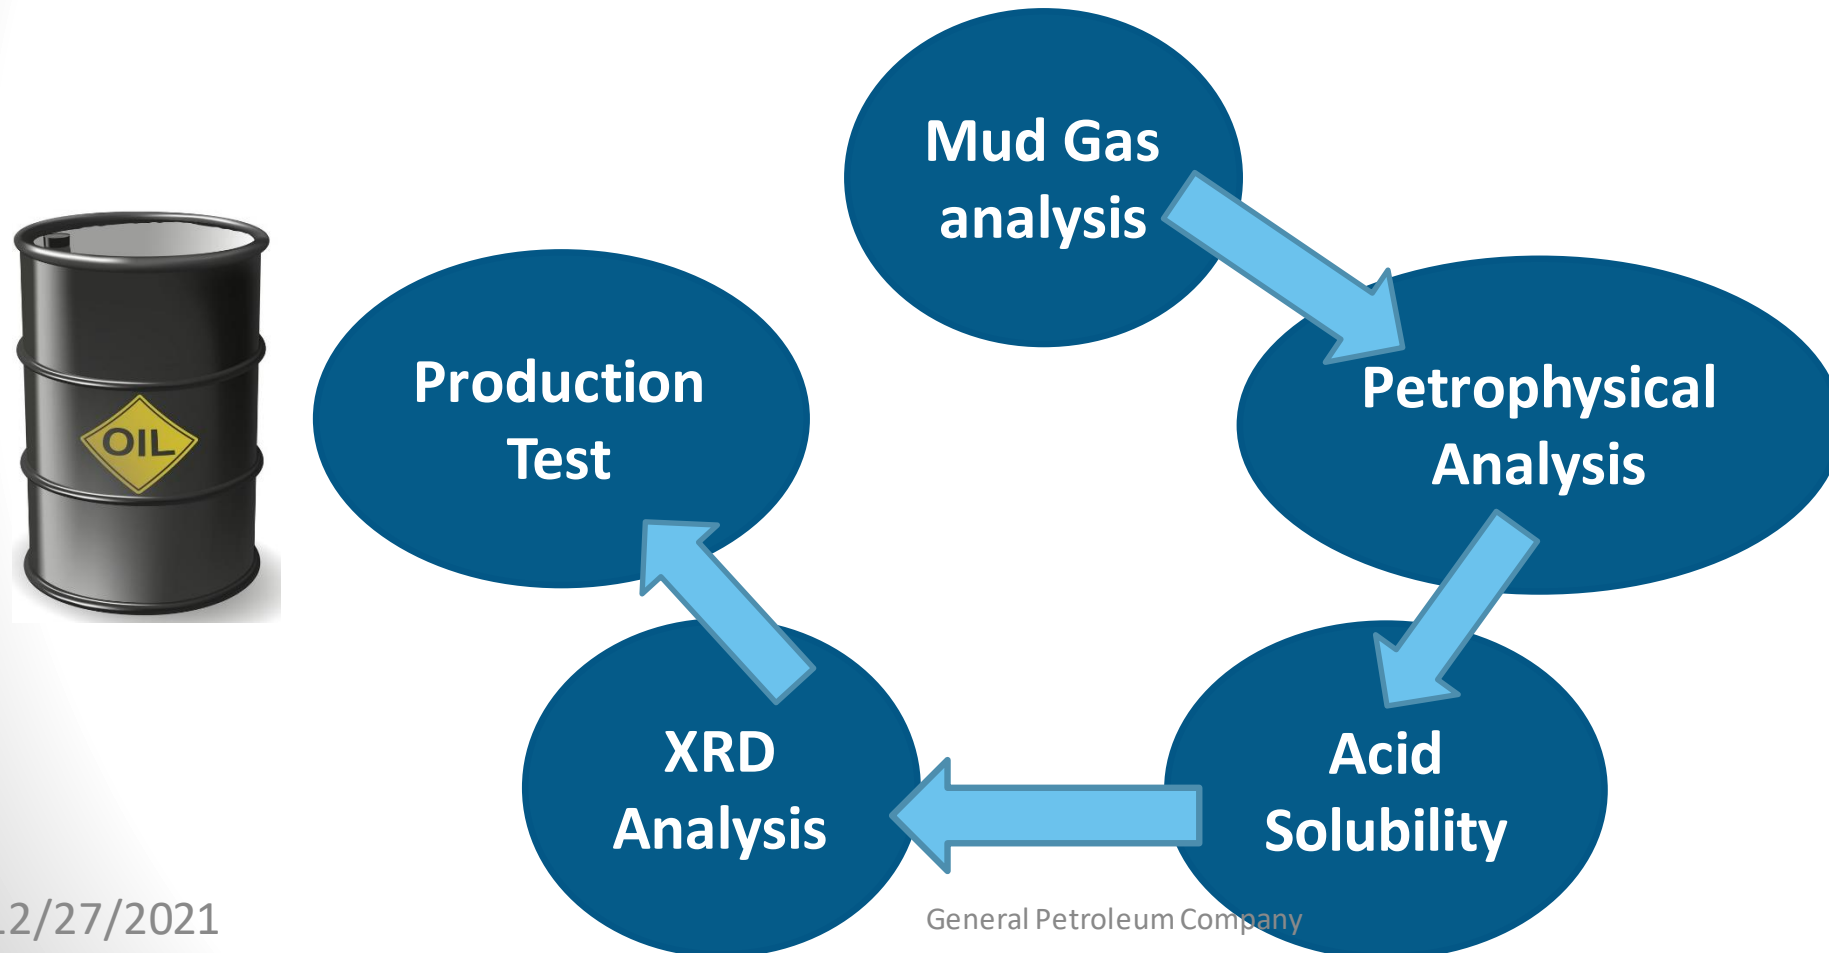 Mud Gas
analysis
Petrophysical
Analysis
Acid
Solubility
XRD
Analysis
Production
Test
OIL
2/27/2021
General Petroleum Company